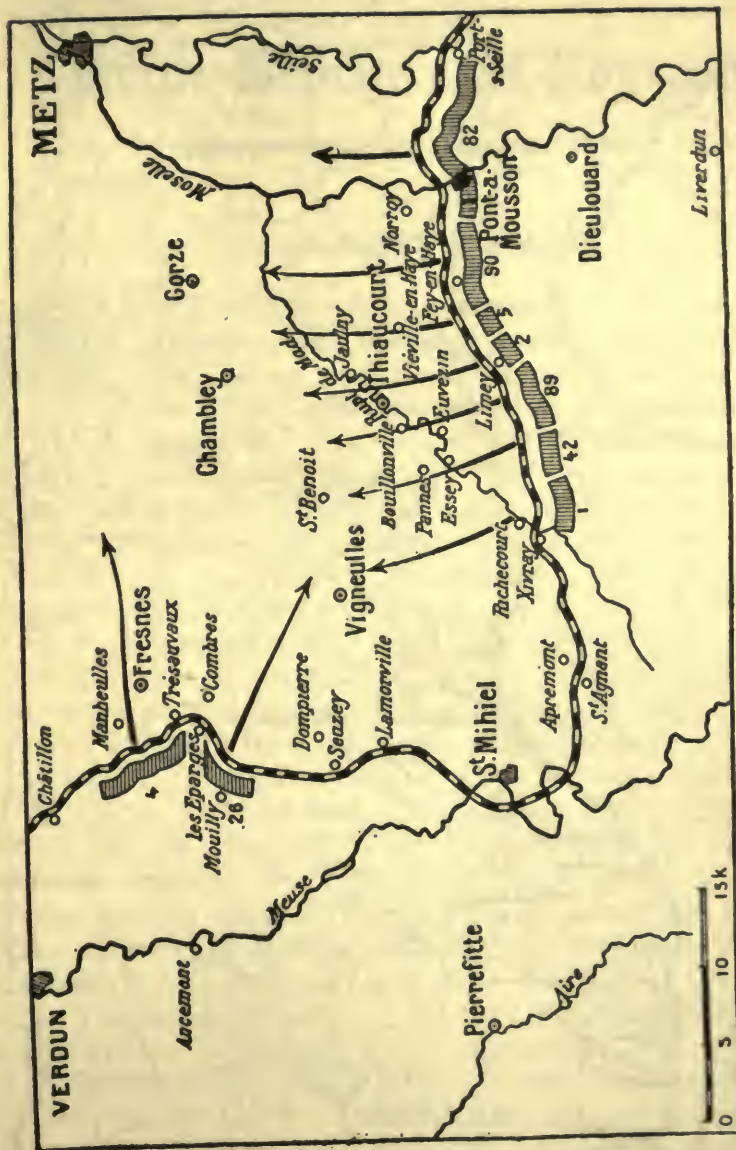 VERDUN
METZ
Châtillon
Manheulles
Fresnes
Trésauvaux
Combres
les Eparges
Mouilly
4
26
Ancemont
Meuse
Dompierre
Seuzey
Lamorville
St Mihiel
Vigneulles
St Benoit
Chambley
Gorze
Moselle
Seille
Rupt
de Mad
Jaulny
Thiaucourt
Bouillonville
Pannes
Essey
Euvezin
Viéville-en-Haye
Fey-en-Haye
Norroy
Limey
Port-
s-Seille
Pont-a-
Mousson
82
90
5
2
89
42
1
Richecourt
Xivray
Apremont
St Agnant
Dieulouard
Liverdun
Pierrefitte
Aire
0 5 10 15k